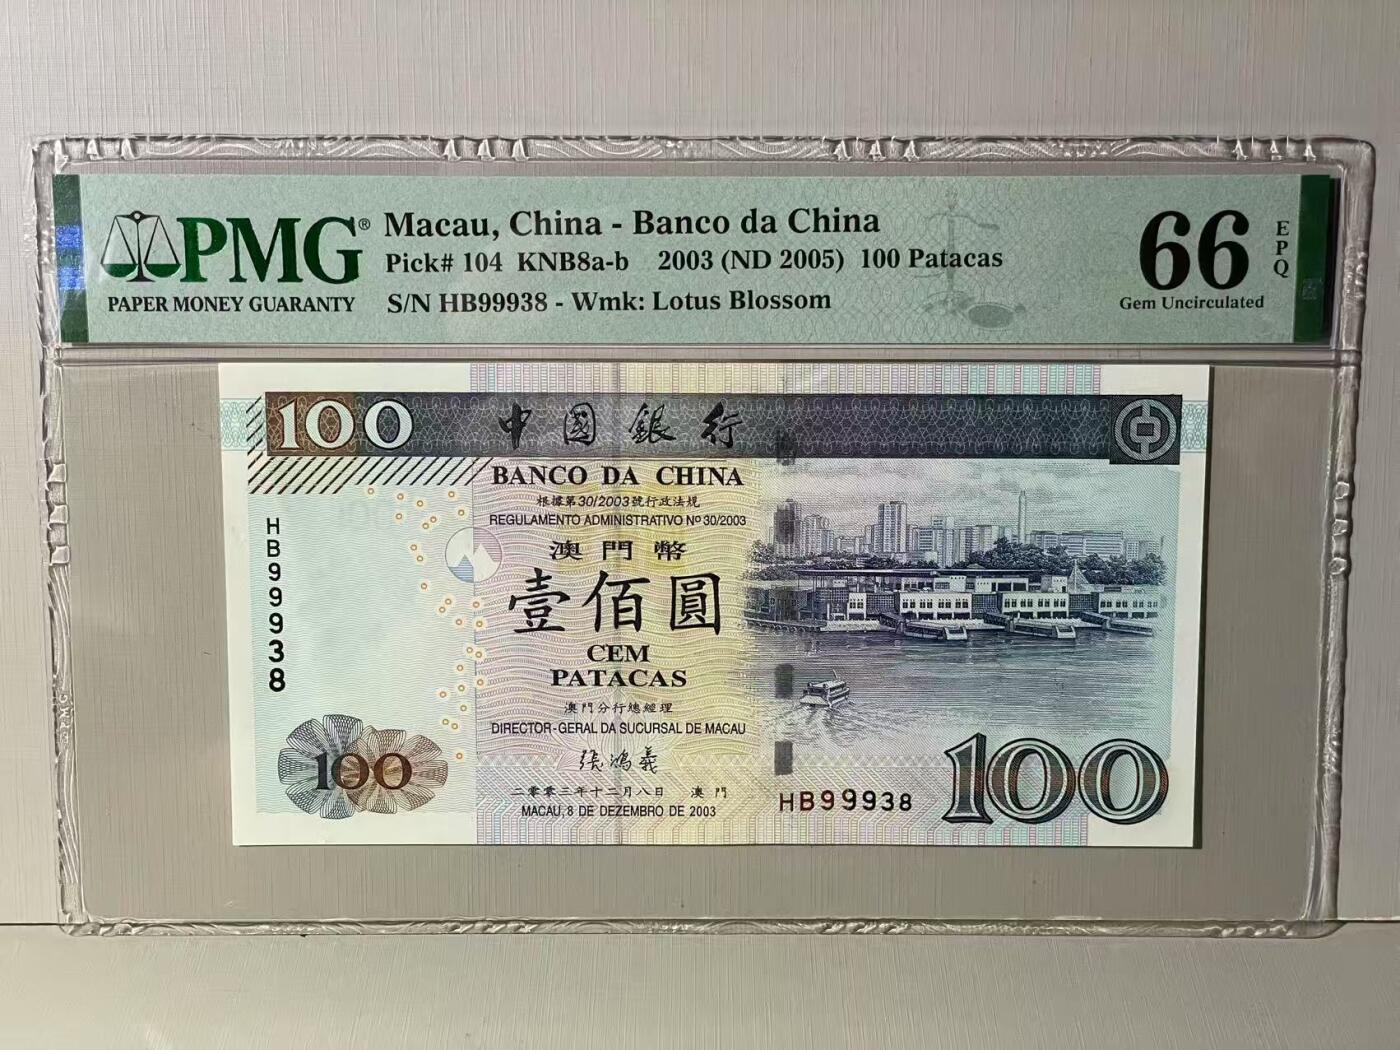 PMG®
PAPER MONEY GUARANTY
Macau, China - Banco da China
Pick# 104 KNB8a-b 2003 (ND 2005) 100 Patacas
S/N HB99938 - Wmk: Lotus Blossom
66
EPQ
Gem Uncirculated
100
中國銀行
BANCO DA CHINA
根據第30/2003號行政法規
REGULAMENTO ADMINISTRATIVO Nº 30/2003
澳門幣
壹佰圓
CEM
PATACAS
澳門分行總經理
DIRECTOR-GERAL DA SUCURSAL DE MACAU
張鴻義
二零零三年十二月八日 澳門
MACAU, 8 DE DEZEMBRO DE 2003
HB99938
100
HB99938
100